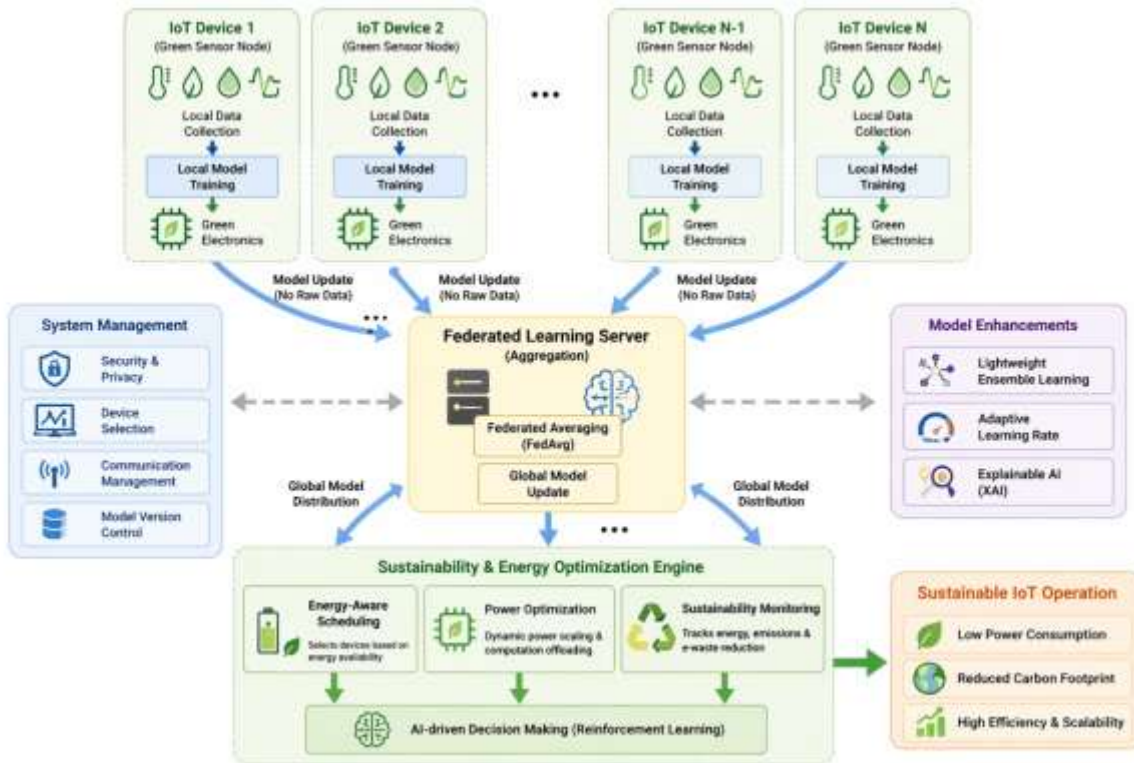 IoT Device 1
(Green Sensor Node)
Local Data
Collection
Local Model
Training
Green
Electronics
IoT Device 2
(Green Sensor Node)
Local Data
Collection
Local Model
Training
Green
Electronics
...
IoT Device N-1
(Green Sensor Node)
Local Data
Collection
Local Model
Training
Green
Electronics
IoT Device N
(Green Sensor Node)
Local Data
Collection
Local Model
Training
Green
Electronics
Model Update
(No Raw Data)
Model Update
(No Raw Data)
Model Update
(No Raw Data)
Model Update
(No Raw Data)
...
System Management
Security &
Privacy
Device
Selection
Communication
Management
Model Version
Control
Federated Learning Server
(Aggregation)
Federated Averaging
(FedAvg)
Global Model
Update
Model Enhancements
Lightweight
Ensemble Learning
Adaptive
Learning Rate
Explainable AI
(XAI)
Global Model
Distribution
Global Model
Distribution
...
Sustainability & Energy Optimization Engine
Energy-Aware
Scheduling
Selects devices based on
energy availability
Power Optimization
Dynamic power scaling &
computation offloading
Sustainability Monitoring
Tracks energy, emissions &
e-waste reduction
AI-driven Decision Making (Reinforcement Learning)
Sustainable IoT Operation
Low Power Consumption
Reduced Carbon Footprint
High Efficiency & Scalability